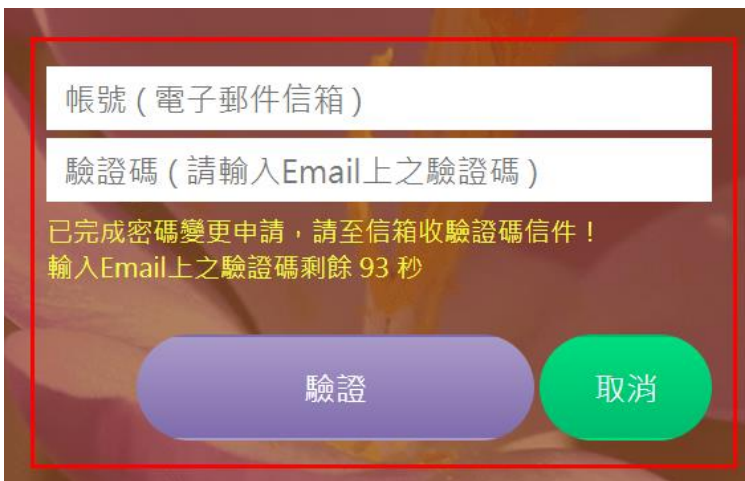 帳號 ( 電子郵件信箱 )
驗證碼 ( 請輸入Email上之驗證碼 )
已完成密碼變更申請，請至信箱收驗證碼信件！
輸入Email上之驗證碼剩餘 93 秒
驗證
取消